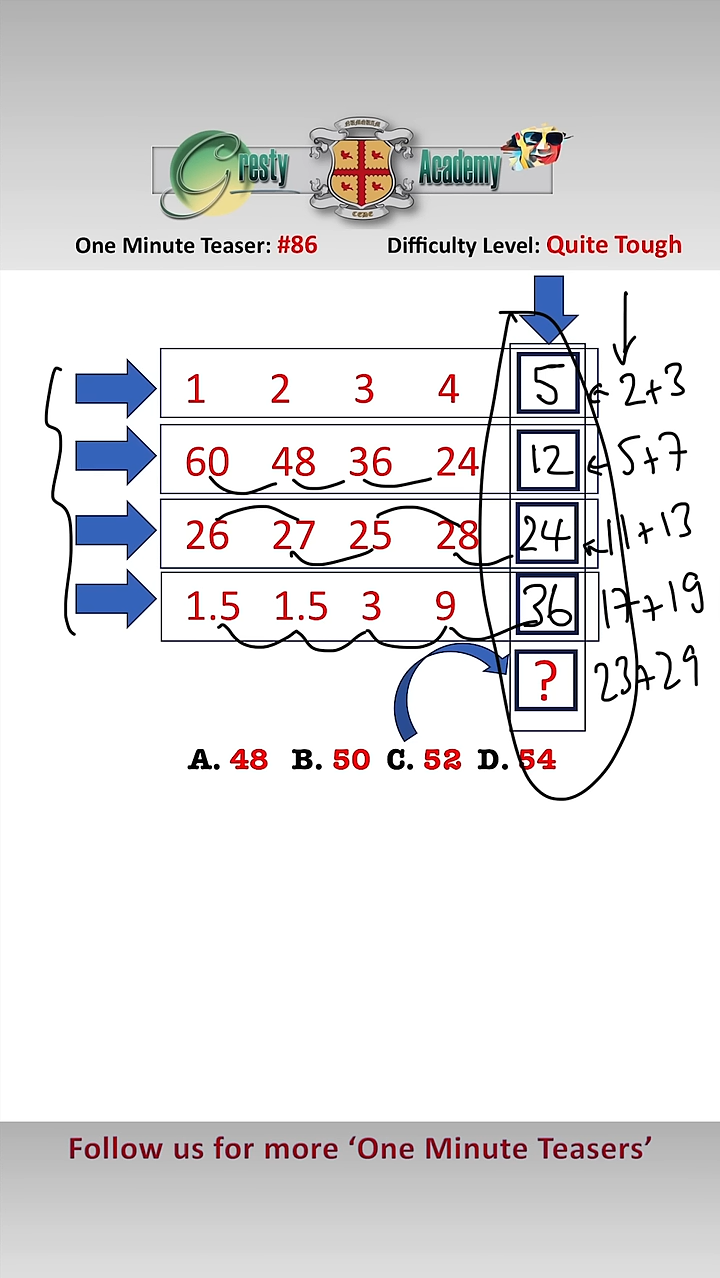 Gresty Academy
One Minute Teaser: #86 Difficulty Level: Quite Tough
1 2 3 4 5 2+3
60 48 36 24 12 5+7
26 27 25 28 24 11+13
1.5 1.5 3 9 36 17+19
? 23+29
A. 48 B. 50 C. 52 D. 54
Follow us for more ‘One Minute Teasers’